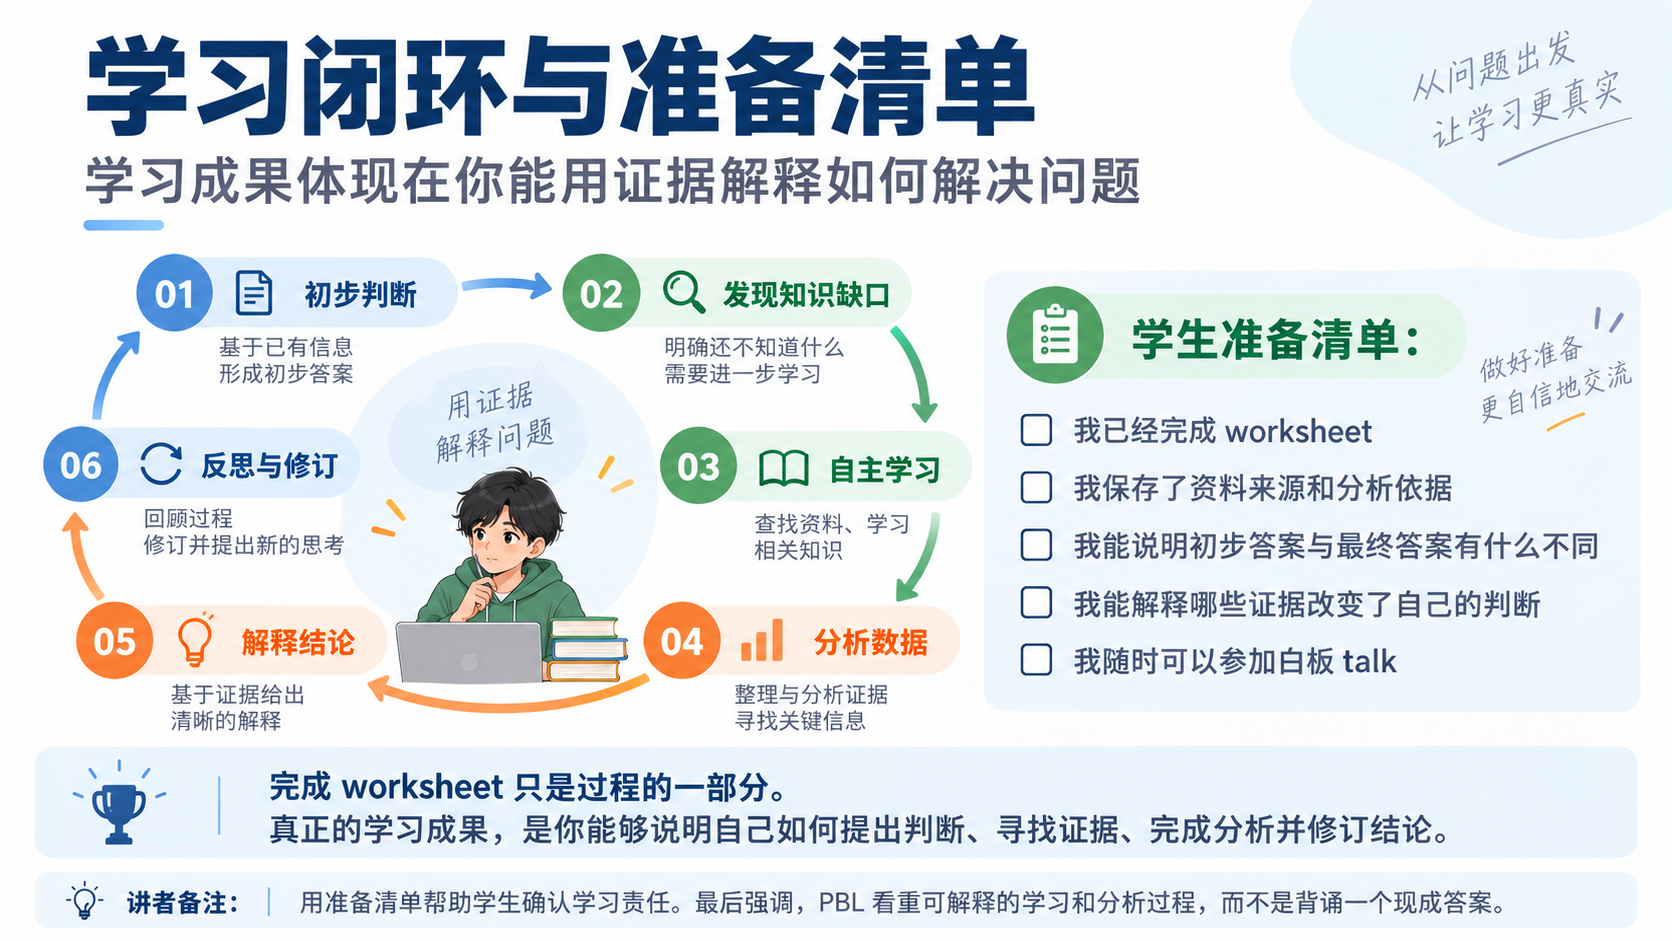 学习闭环与准备清单
学习成果体现在你能用证据解释如何解决问题
从问题出发
让学习更真实
01 初步判断
基于已有信息
形成初步答案
02 发现知识缺口
明确还不知道什么
需要进一步学习
03 自主学习
查找资料、学习
相关知识
04 分析数据
整理与分析证据
寻找关键信息
05 解释结论
基于证据给出
清晰的解释
06 反思与修订
回顾过程
修订并提出新的思考
用证据
解释问题
学生准备清单：
做好准备
更自信地交流
我已经完成 worksheet
我保存了资料来源和分析依据
我能说明初步答案与最终答案有什么不同
我能解释哪些证据改变了自己的判断
我随时可以参加白板 talk
完成 worksheet 只是过程的一部分。
真正的学习成果，是你能够说明自己如何提出判断、寻找证据、完成分析并修订结论。
讲者备注： 用准备清单帮助学生确认学习责任。最后强调，PBL 看重可解释的学习和分析过程，而不是背诵一个现成答案。